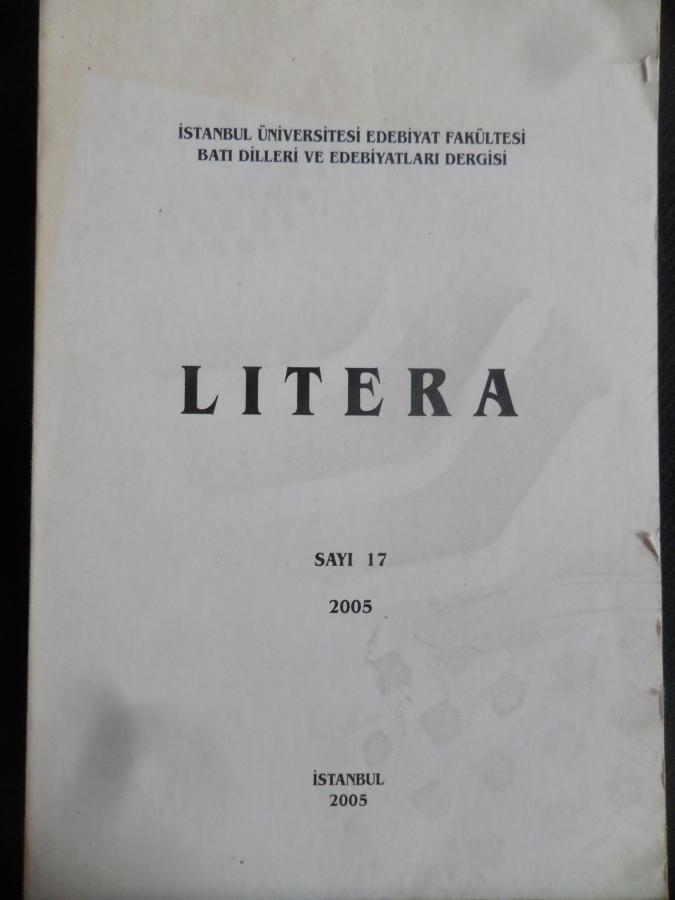 İSTANBUL ÜNİVERSİTESİ EDEBİYAT FAKÜLTESİ
BATI DİLLERİ VE EDEBİYATLARI DERGİSİ
LITERA
SAYI 17
2005
İSTANBUL
2005